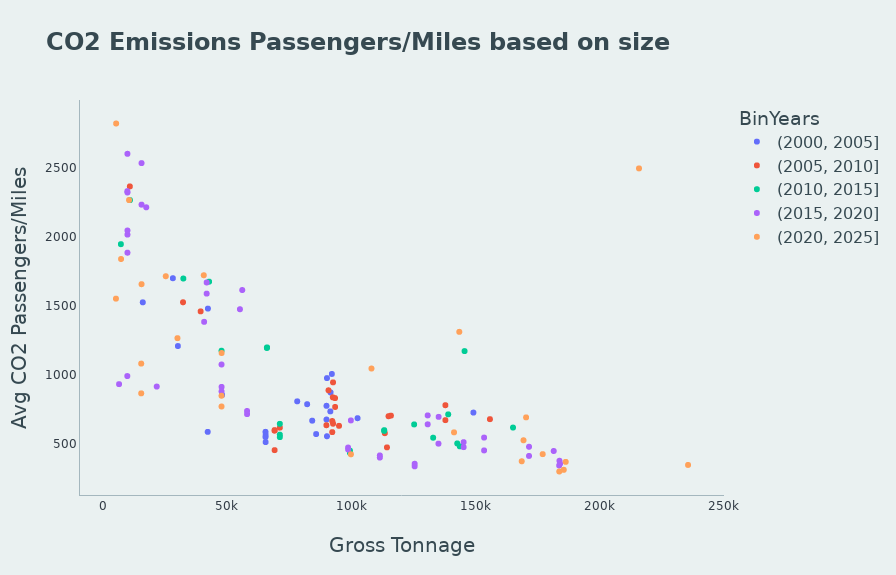 CO2 Emissions Passengers/Miles based on size
BinYears
(2000, 2005]
(2005, 2010]
(2010, 2015]
(2015, 2020]
(2020, 2025]
Avg CO2 Passengers/Miles
2500
2000
1500
1000
500
0 50k 100k 150k 200k 250k
Gross Tonnage